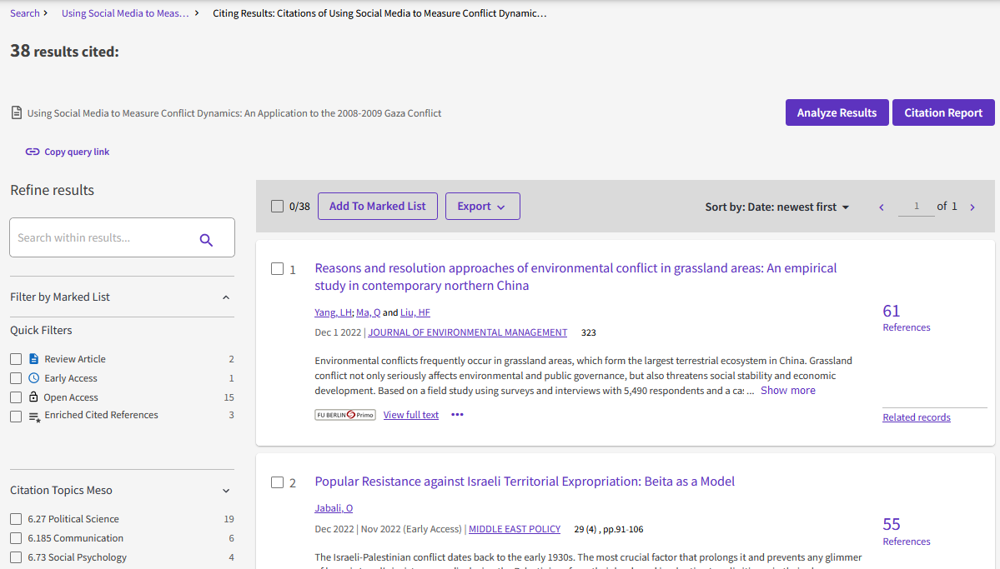 Search > Using Social Media to Meas… > Citing Results: Citations of Using Social Media to Measure Conflict Dynamic…
38 results cited:
Using Social Media to Measure Conflict Dynamics: An Application to the 2008-2009 Gaza Conflict
Analyze Results
Citation Report
Copy query link
Refine results
Search within results...
Filter by Marked List
Quick Filters
Review Article 2
Early Access 1
Open Access 15
Enriched Cited References 3
Citation Topics Meso
6.27 Political Science 19
6.185 Communication 6
6.73 Social Psychology 4
0/38 Add To Marked List Export
Sort by: Date: newest first
< 1 of 1 >
1
Reasons and resolution approaches of environmental conflict in grassland areas: An empirical
study in contemporary northern China
Yang, LH; Ma, Q and Liu, HF
Dec 1 2022 | JOURNAL OF ENVIRONMENTAL MANAGEMENT 323
Environmental conflicts frequently occur in grassland areas, which form the largest terrestrial ecosystem in China. Grassland
conflict not only seriously affects environmental and public governance, but also threatens social stability and economic
development. Based on a field study using surveys and interviews with 5,490 respondents and a ca: ... Show more
FU BERLIN Primo View full text •••
61
References
Related records
2
Popular Resistance against Israeli Territorial Expropriation: Beita as a Model
Jabali, O
Dec 2022 | Nov 2022 (Early Access) | MIDDLE EAST POLICY 29 (4) , pp.91-106
The Israeli-Palestinian conflict dates back to the early 1930s. The most crucial factor that prolongs it and prevents any glimmer
55
References